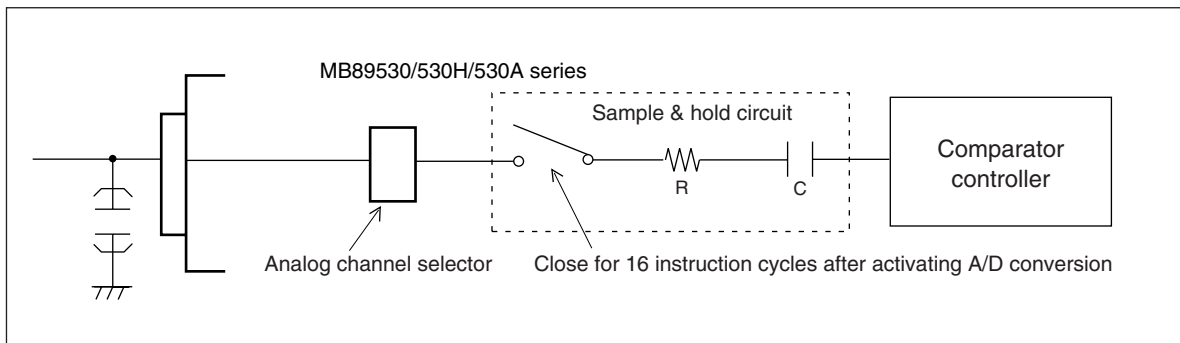 MB89530/530H/530A series
Sample & hold circuit
R
C
Comparator
controller
Analog channel selector
Close for 16 instruction cycles after activating A/D conversion